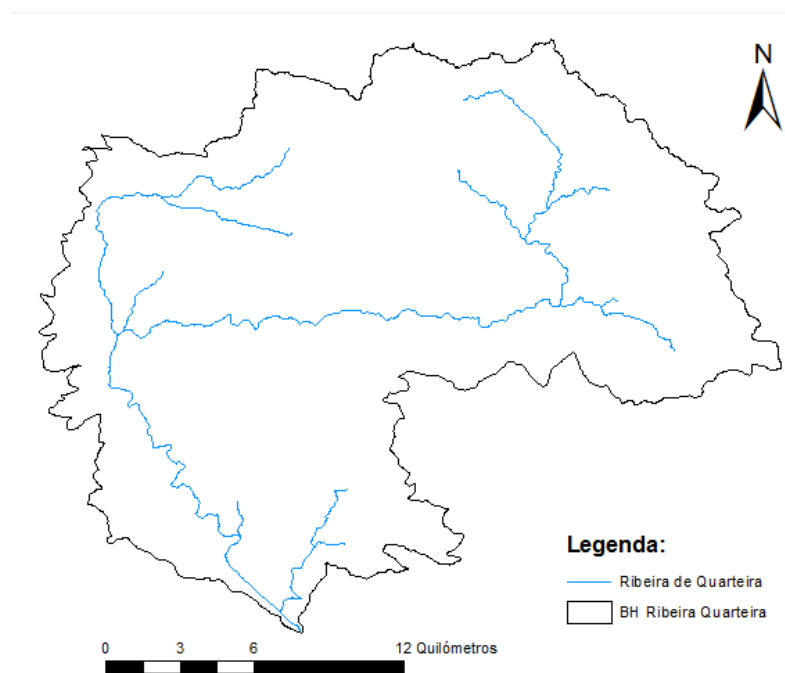 N
Legenda:
Ribeira de Quarteira
BH Ribeira Quarteira
0 3 6 12 Quilómetros